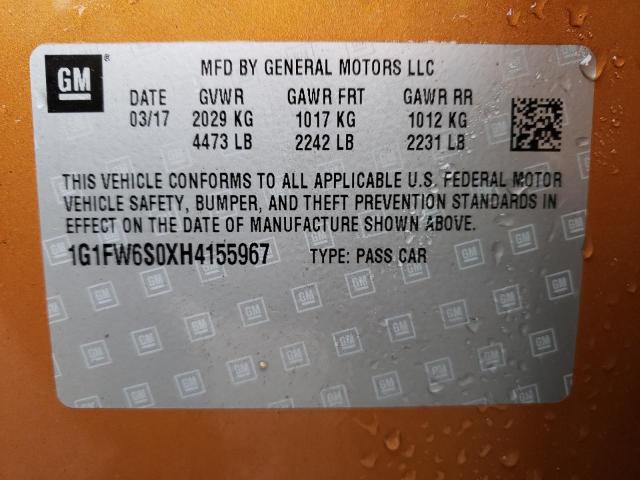 GM ® MFD BY GENERAL MOTORS LLC
DATE GVWR GAWR FRT GAWR RR
03/17 2029 KG 1017 KG 1012 KG
4473 LB 2242 LB 2231 LB
THIS VEHICLE CONFORMS TO ALL APPLICABLE U.S. FEDERAL MOTOR
VEHICLE SAFETY, BUMPER, AND THEFT PREVENTION STANDARDS IN
EFFECT ON THE DATE OF MANUFACTURE SHOWN ABOVE.
1G1FW6S0XH4155967 TYPE: PASS CAR